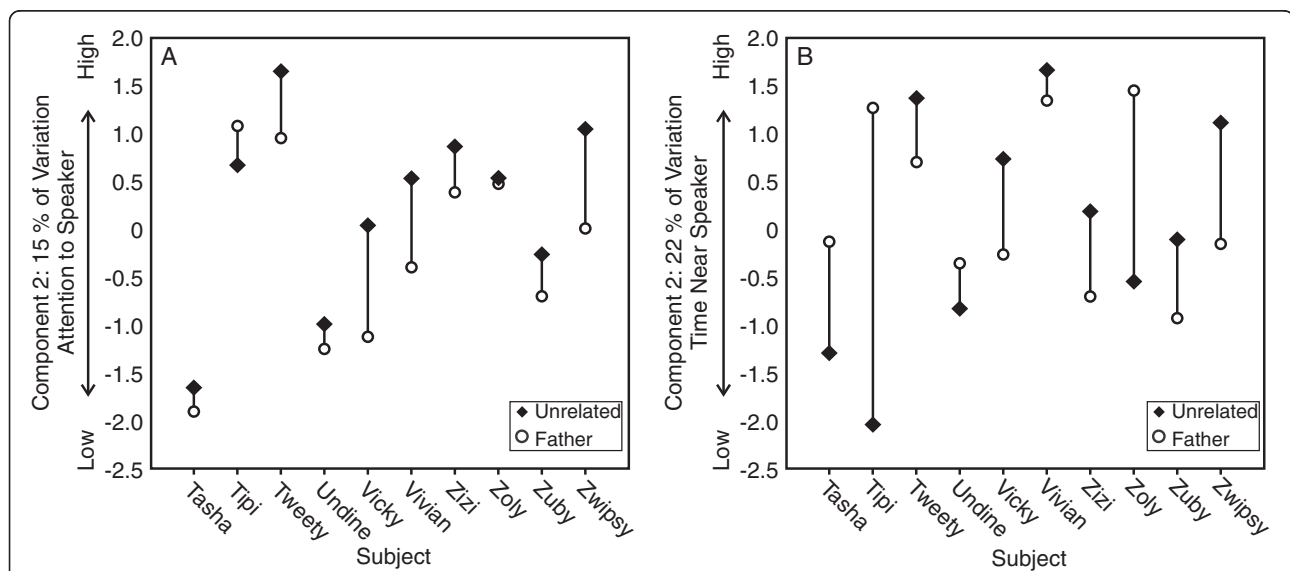 A
High
Low
Component 2: 15 % of Variation
Attention to Speaker
2.0
1.5
1.0
0.5
0
-0.5
-1.0
-1.5
-2.0
-2.5
Unrelated
Father
Tasha
Tipi
Tweety
Undine
Vicky
Vivian
Zizi
Zoly
Zuby
Zwipsy
Subject
B
High
Low
Component 2: 22 % of Variation
Time Near Speaker
2.0
1.5
1.0
0.5
0
-0.5
-1.0
-1.5
-2.0
-2.5
Unrelated
Father
Tasha
Tipi
Tweety
Undine
Vicky
Vivian
Zizi
Zoly
Zuby
Zwipsy
Subject